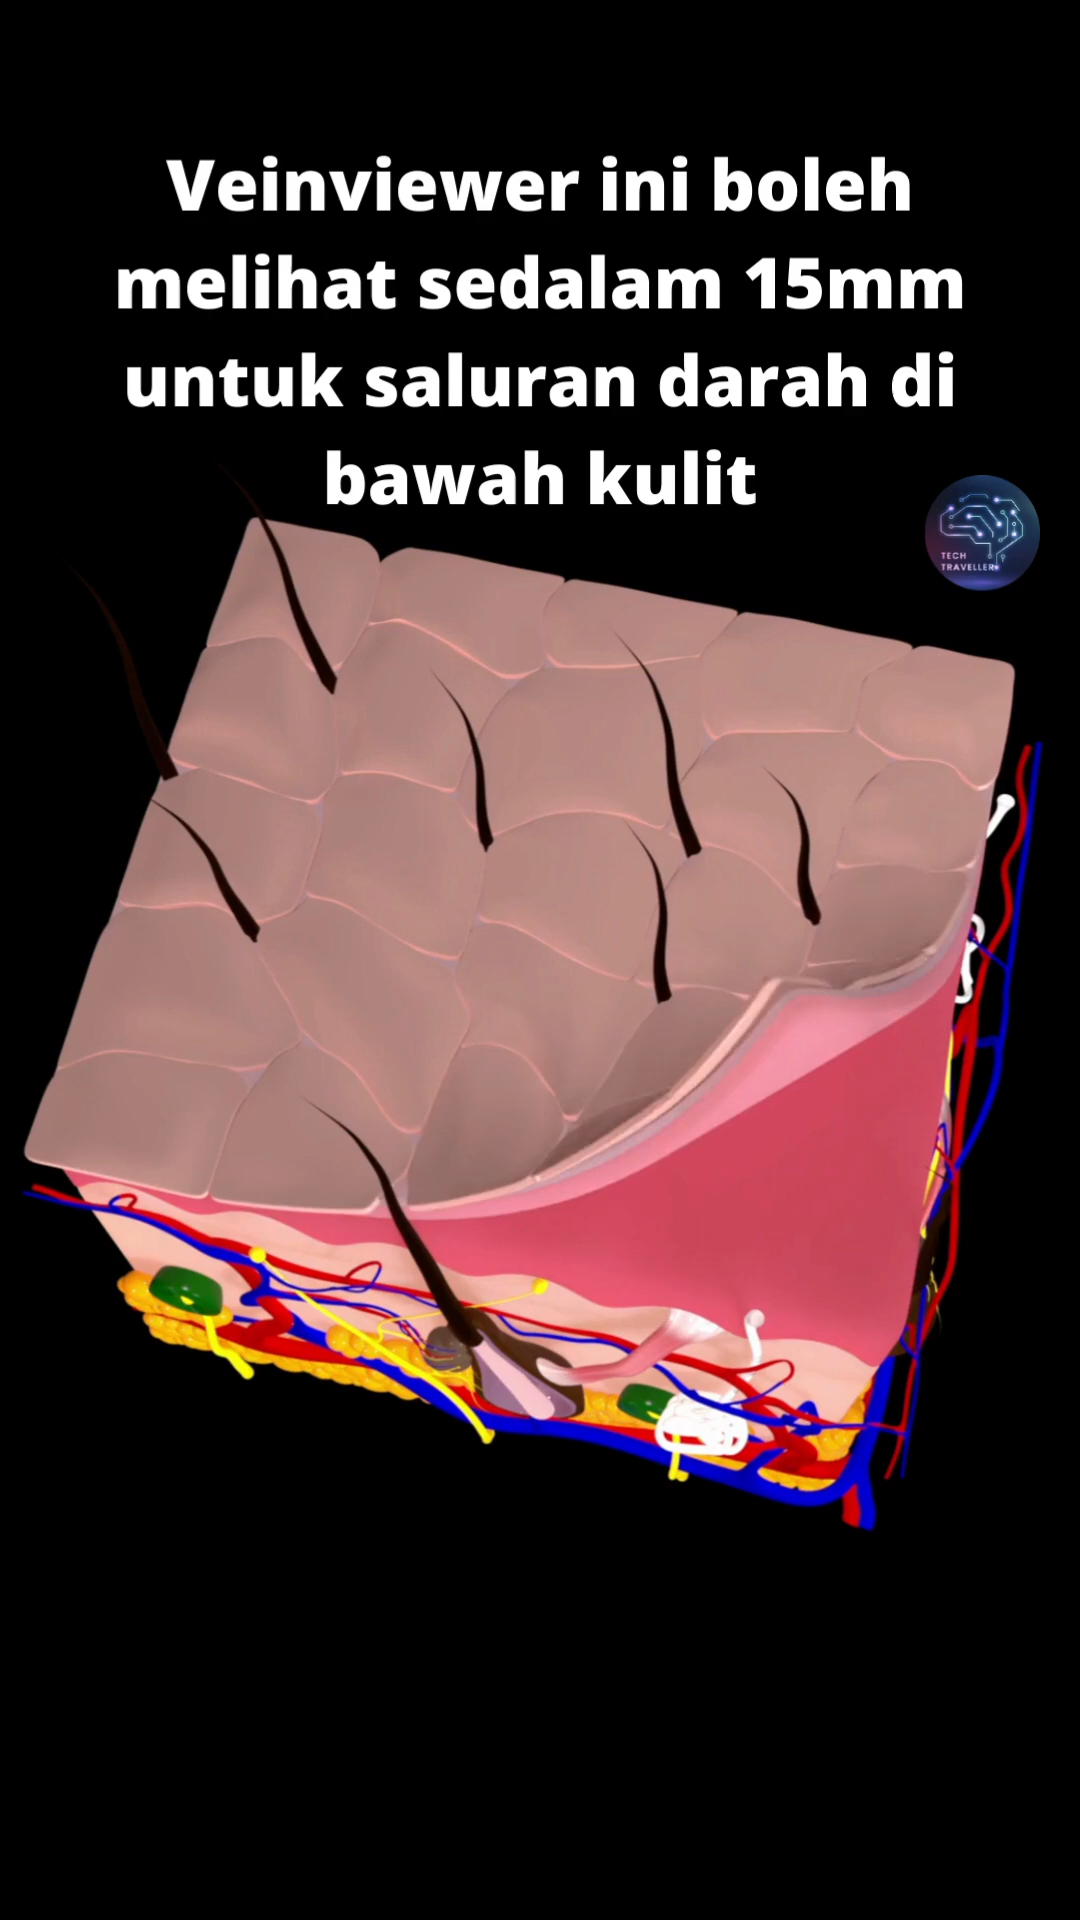 Veinviewer ini boleh
melihat sedalam 15mm
untuk saluran darah di
bawah kulit
TECH
TRAVELLER